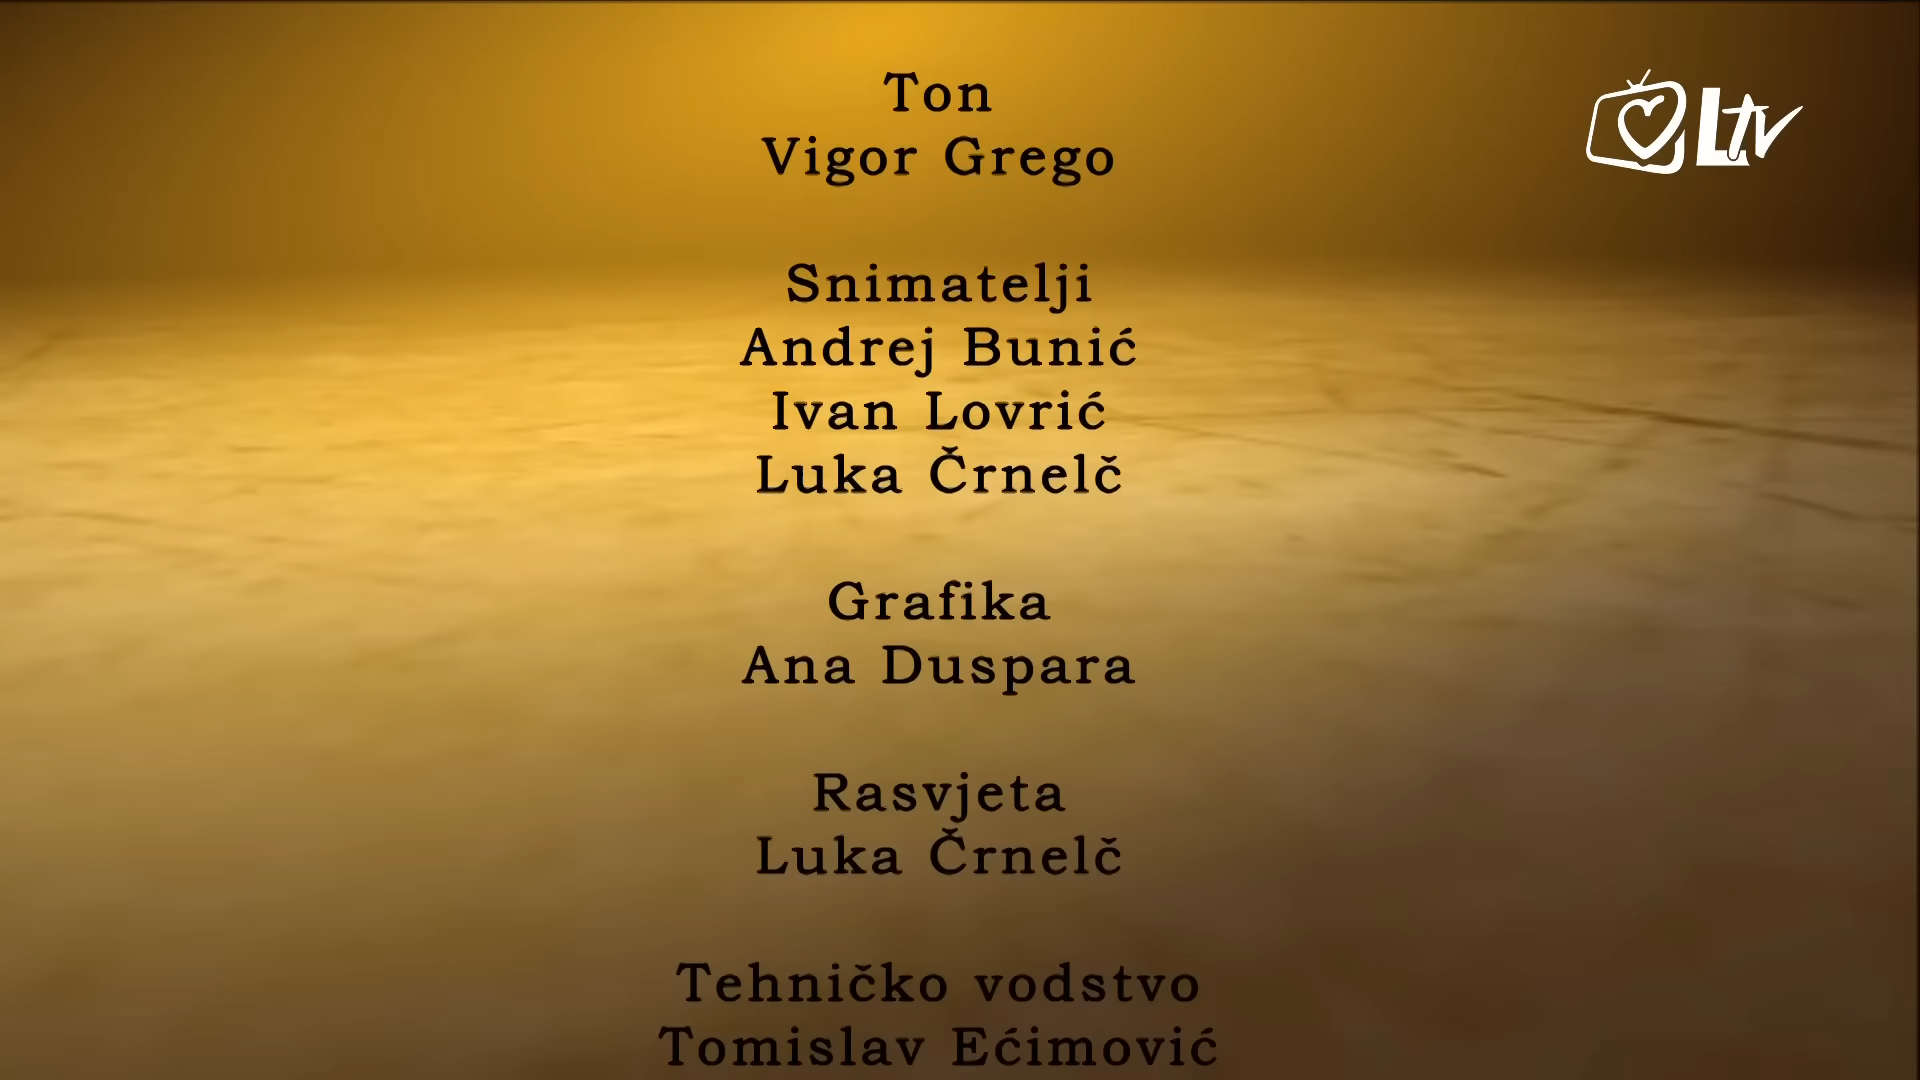 Ton
Vigor Grego
LTV
Snimatelji
Andrej Bunić
Ivan Lovrić
Luka Črnelč
Grafika
Ana Duspara
Rasvjeta
Luka Črnelč
Tehničko vodstvo
Tomislav Ećimović